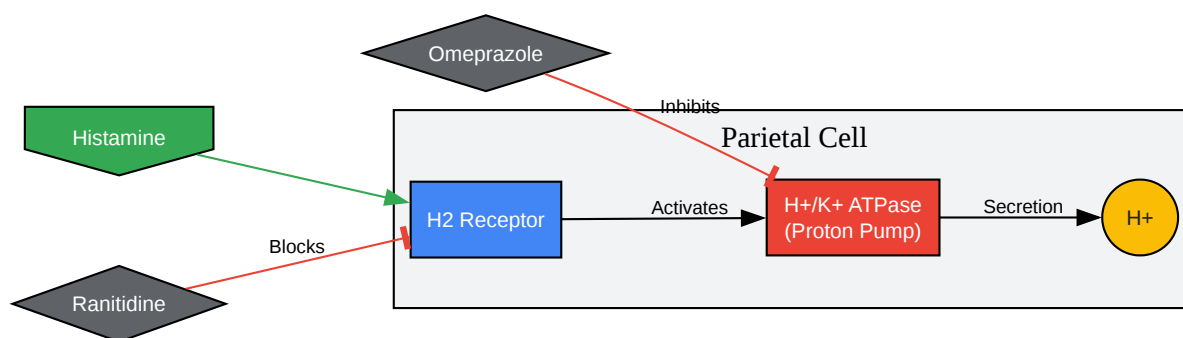 Omeprazole
Inhibits
Histamine
Parietal Cell
H2 Receptor
Activates
H+/K+ ATPase
(Proton Pump)
Secretion
H+
Blocks
Ranitidine